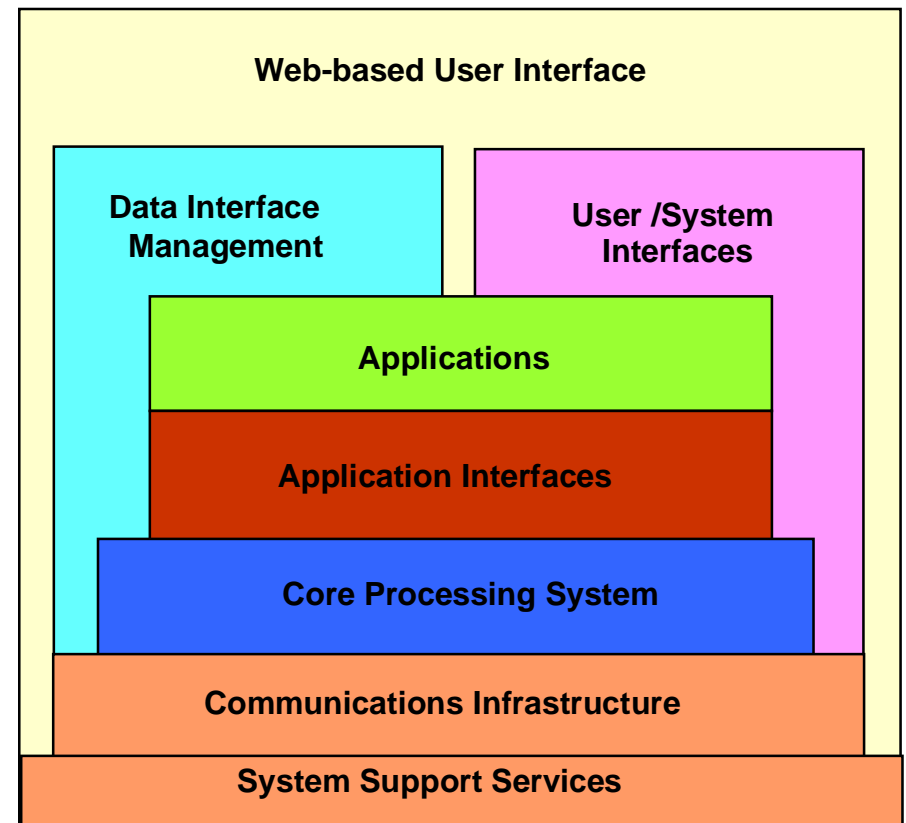 Web-based User Interface
Data Interface
Management
User /System
Interfaces
Applications
Application Interfaces
Core Processing System
Communications Infrastructure
System Support Services